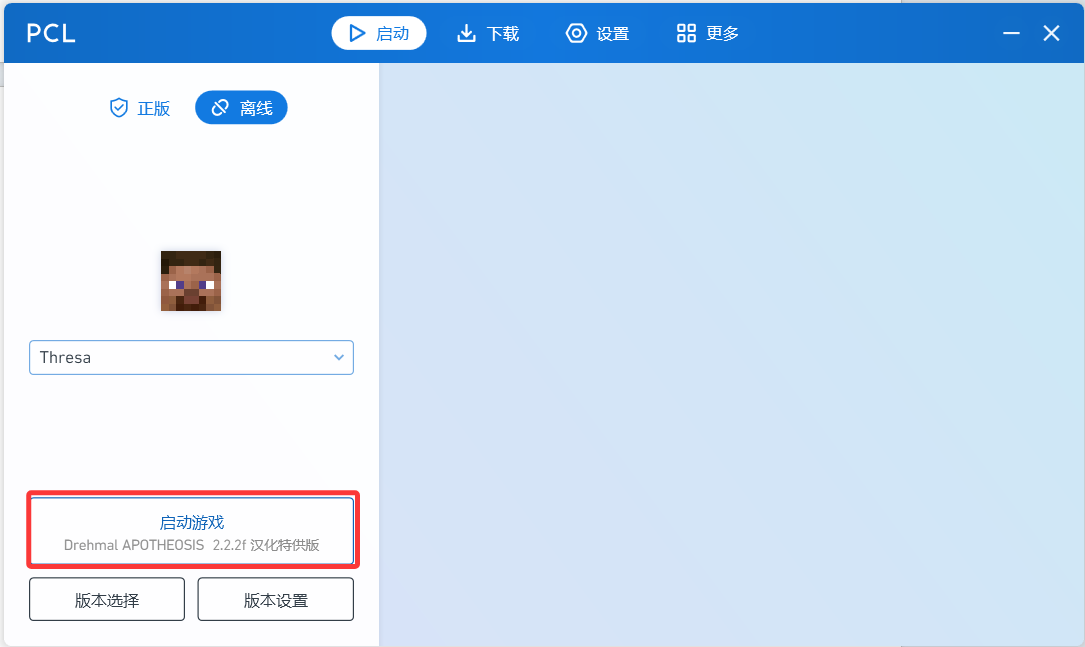 PCL
启动
下载
设置
更多
正版
离线
Thresa
启动游戏
Drehmal APOTHEOSIS 2.2.2f 汉化特供版
版本选择
版本设置